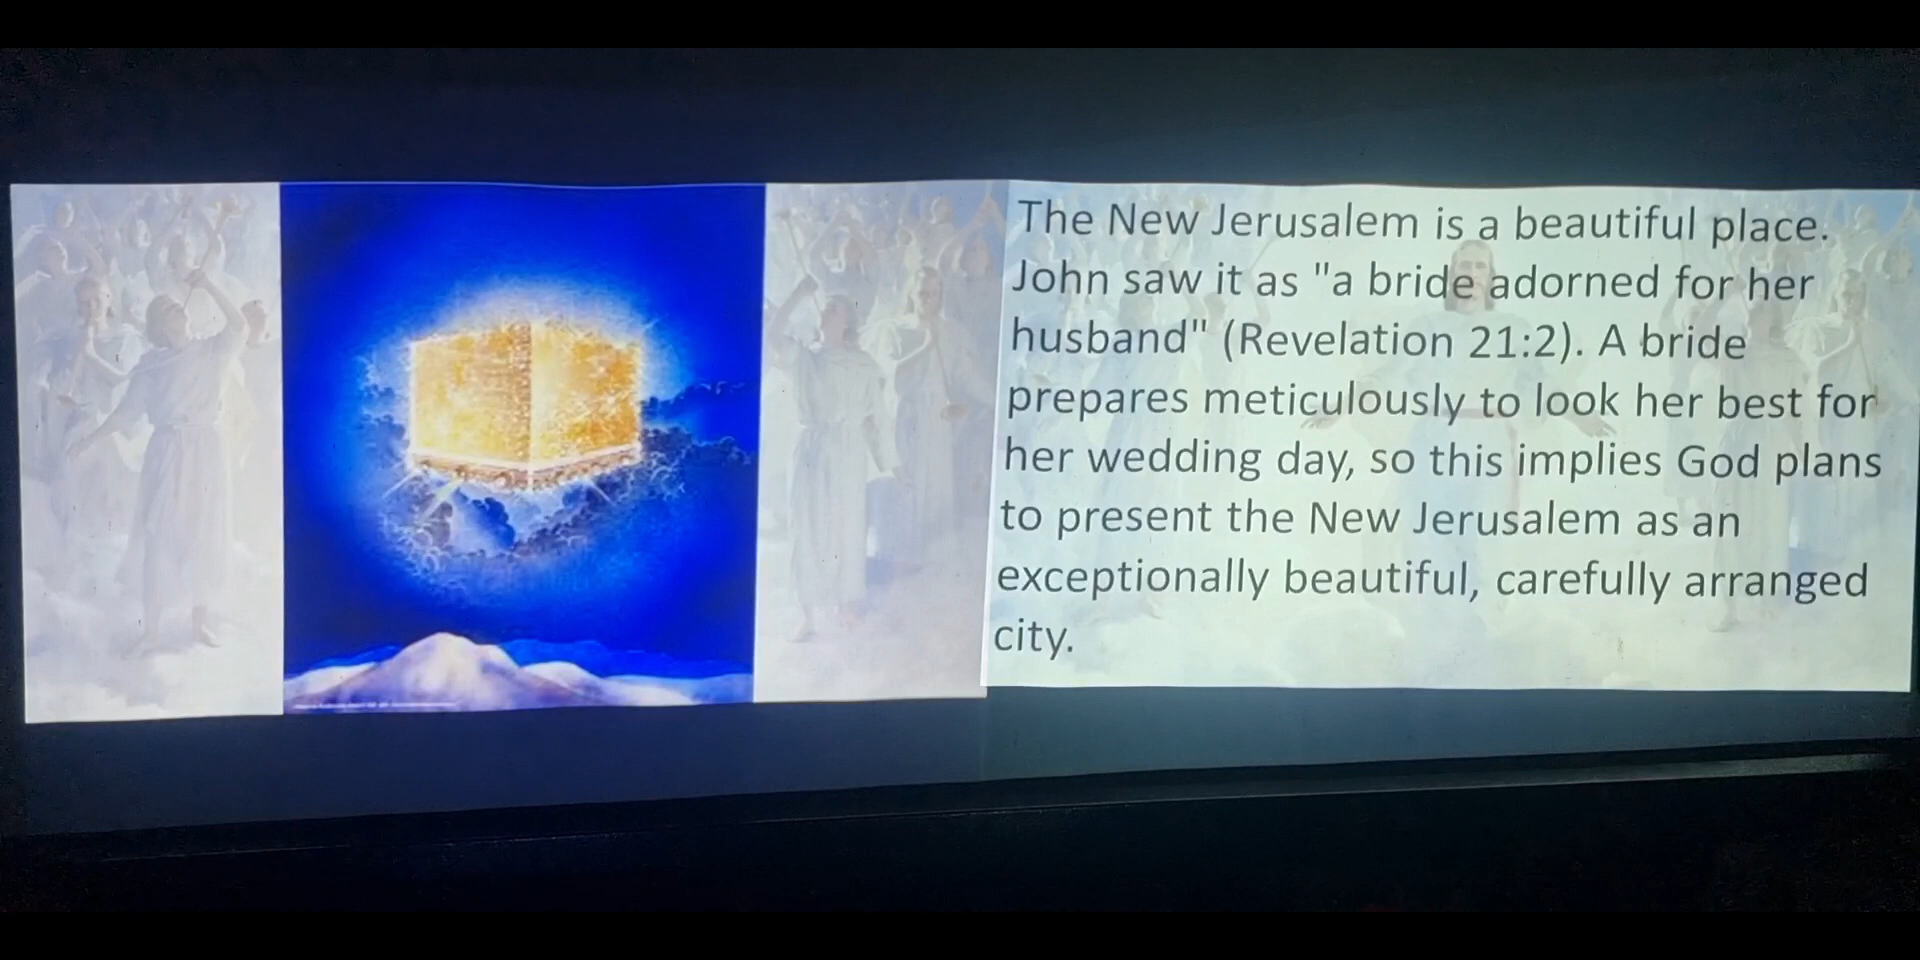 The New Jerusalem is a beautiful place.
John saw it as "a bride adorned for her
husband" (Revelation 21:2). A bride
prepares meticulously to look her best for
her wedding day, so this implies God plans
to present the New Jerusalem as an
exceptionally beautiful, carefully arranged
city.